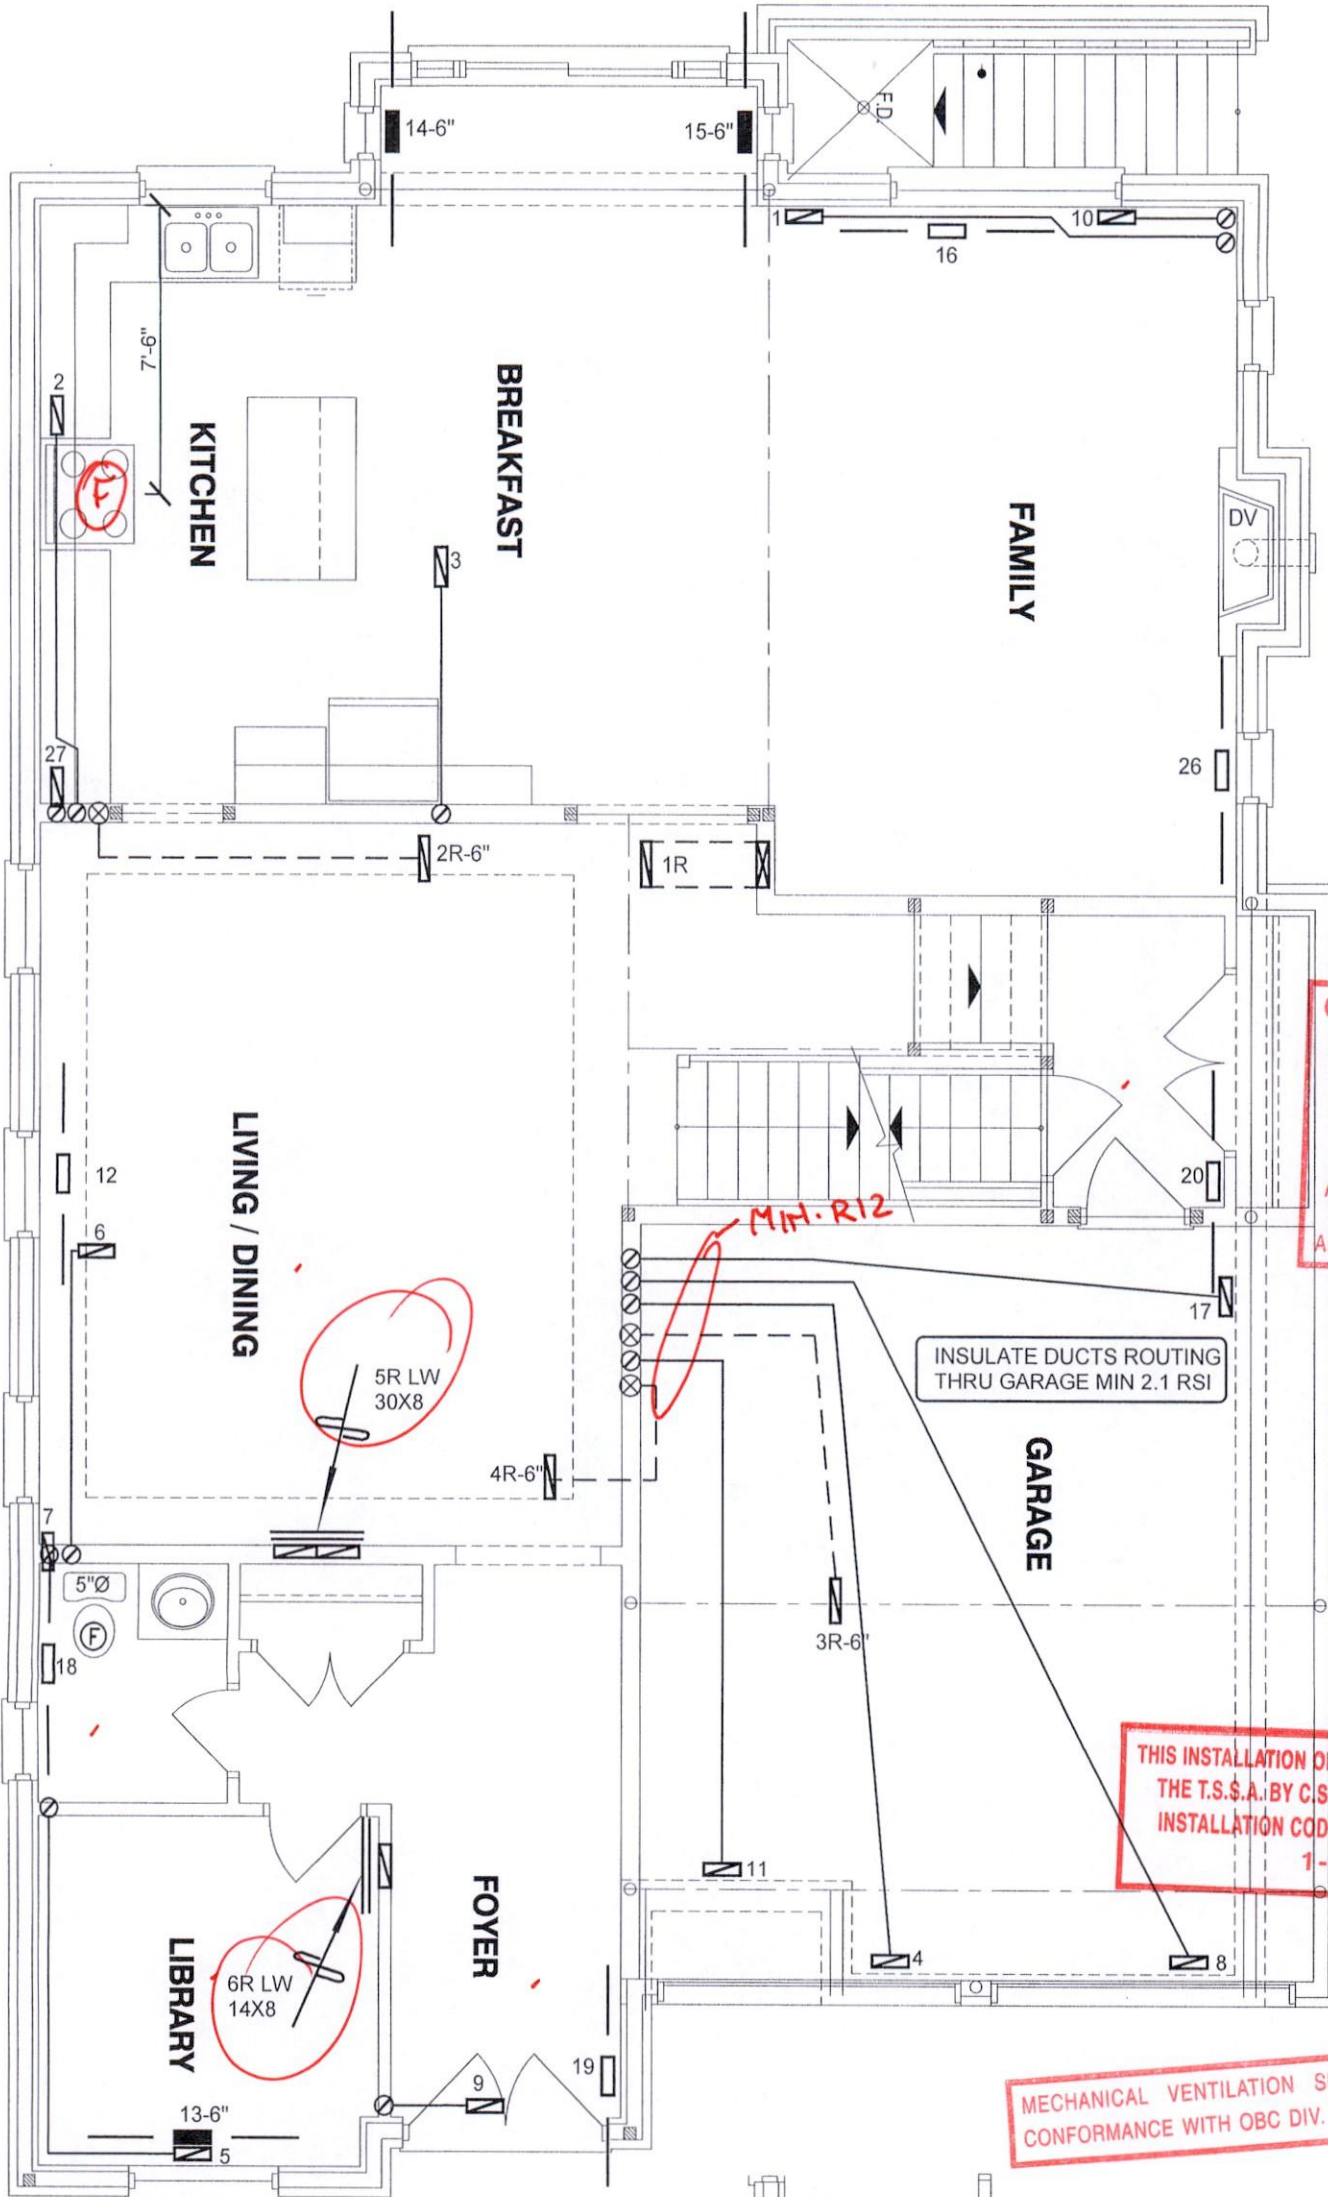 14-6"
15-6"
F.D.
1
10
16
7'-6"
2
KITCHEN
BREAKFAST
FAMILY
DV
F
3
26
27
2R-6"
1R
12
6
LIVING / DINING
20
MIN. R12
17
INSULATE DUCTS ROUTING
THRU GARAGE MIN 2.1 RSI
5R LW
30X8
4R-6"
GARAGE
7
5"Ø
F
18
3R-6"
THIS INSTALLATION
THE T.S.S.A. BY C.S
INSTALLATION COD
1-
11
4
8
FOYER
LIBRARY
6R LW
14X8
19
9
13-6"
5
MECHANICAL VENTILATION S
CONFORMANCE WITH OBC DIV.
A
A